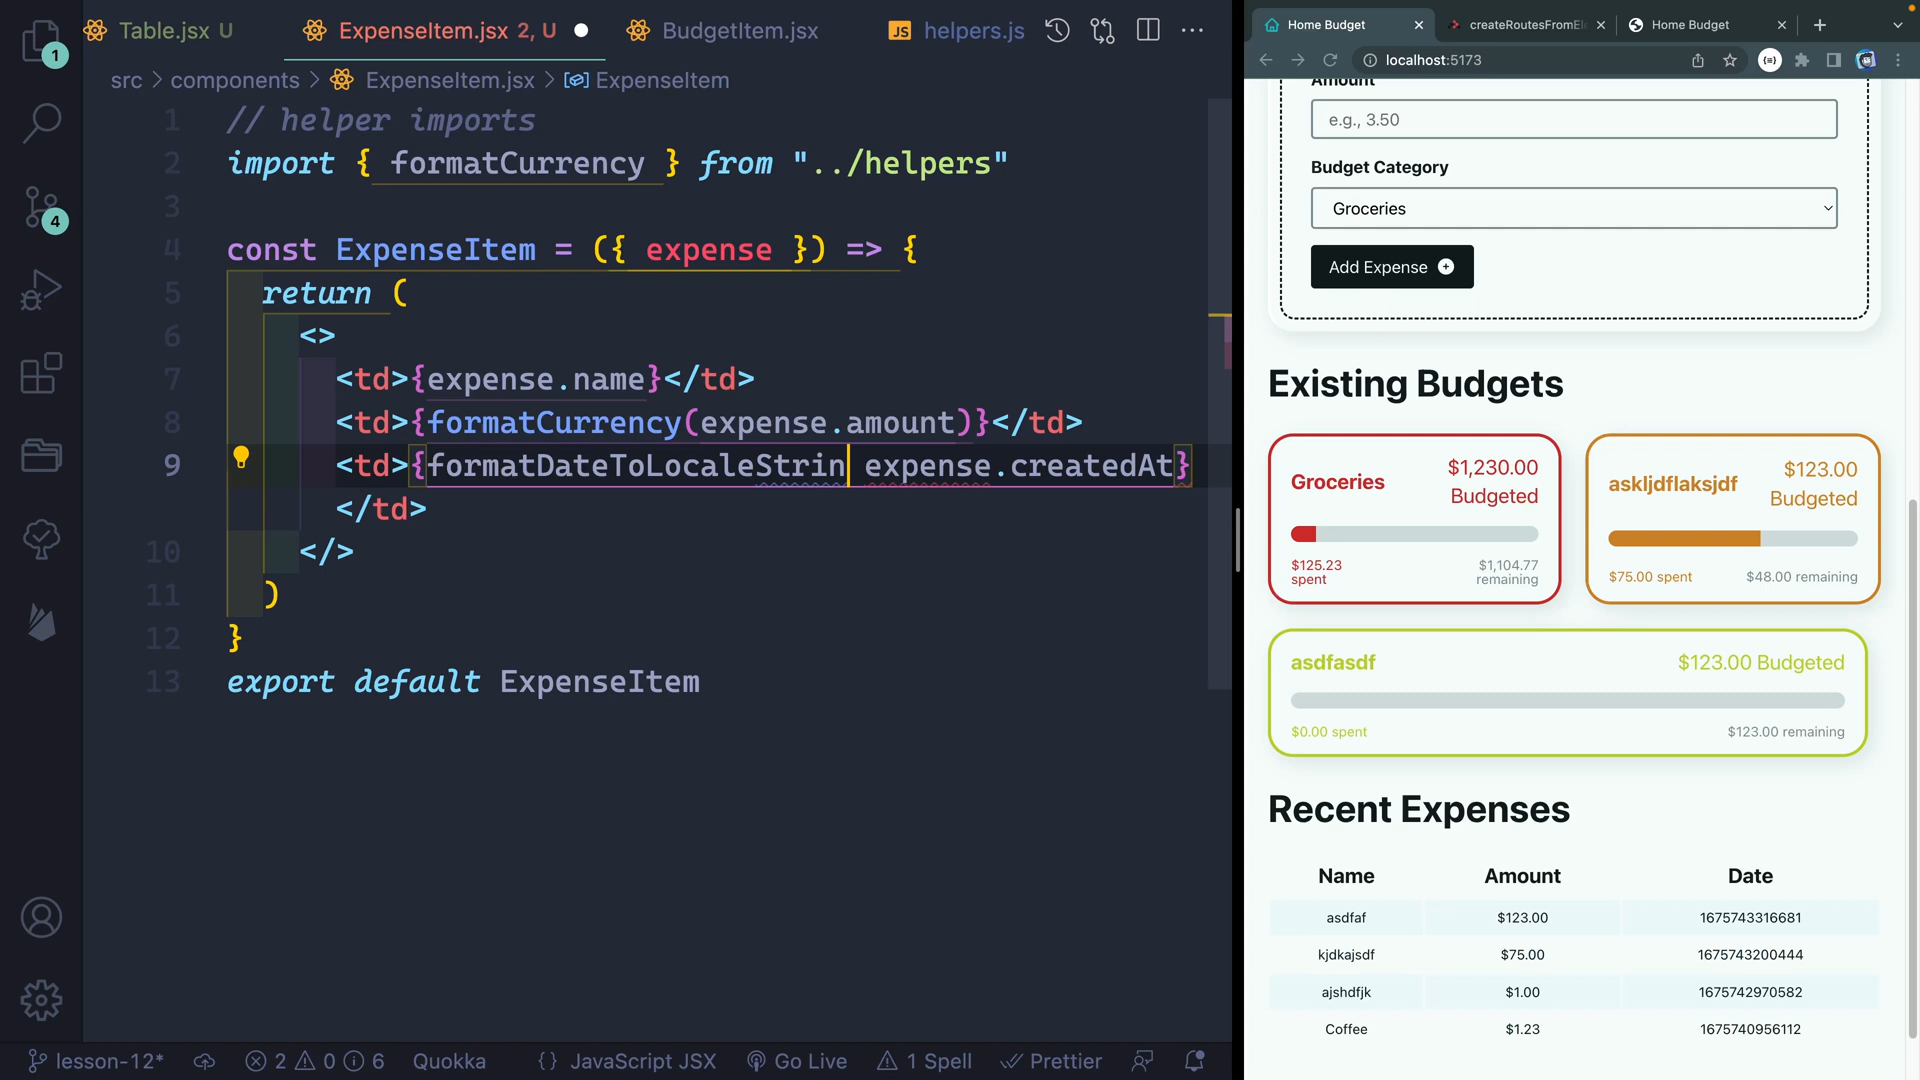 Table.jsx U
ExpenseItem.jsx 2, U
BudgetItem.jsx
JS helpers.js
src > components > ExpenseItem.jsx > ExpenseItem
1 // helper imports
2 import { formatCurrency } from "../helpers"
3
4 const ExpenseItem = ({ expense }) => {
5 return (
6 <>
7 <td>{expense.name}</td>
8 <td>{formatCurrency(expense.amount)}</td>
9 <td>{formatDateToLocaleStrin expense.createdAt}
</td>
10 </>
11 )
12 }
13 export default ExpenseItem
1
4
lesson-12* 2 0 6 Quokka {} JavaScript JSX Go Live 1 Spell Prettier
Home Budget
createRoutesFromEle
Home Budget
localhost:5173
Amount
e.g., 3.50
Budget Category
Groceries
Add Expense
Existing Budgets
Groceries
$1,230.00
Budgeted
$125.23
spent
$1,104.77
remaining
askljdflaksjdf
$123.00
Budgeted
$75.00 spent
$48.00 remaining
asdfasdf
$123.00 Budgeted
$0.00 spent
$123.00 remaining
Recent Expenses
Name Amount Date
asdfaf $123.00 1675743316681
kjdkajsdf $75.00 1675743200444
ajshdfjk $1.00 1675742970582
Coffee $1.23 1675740956112